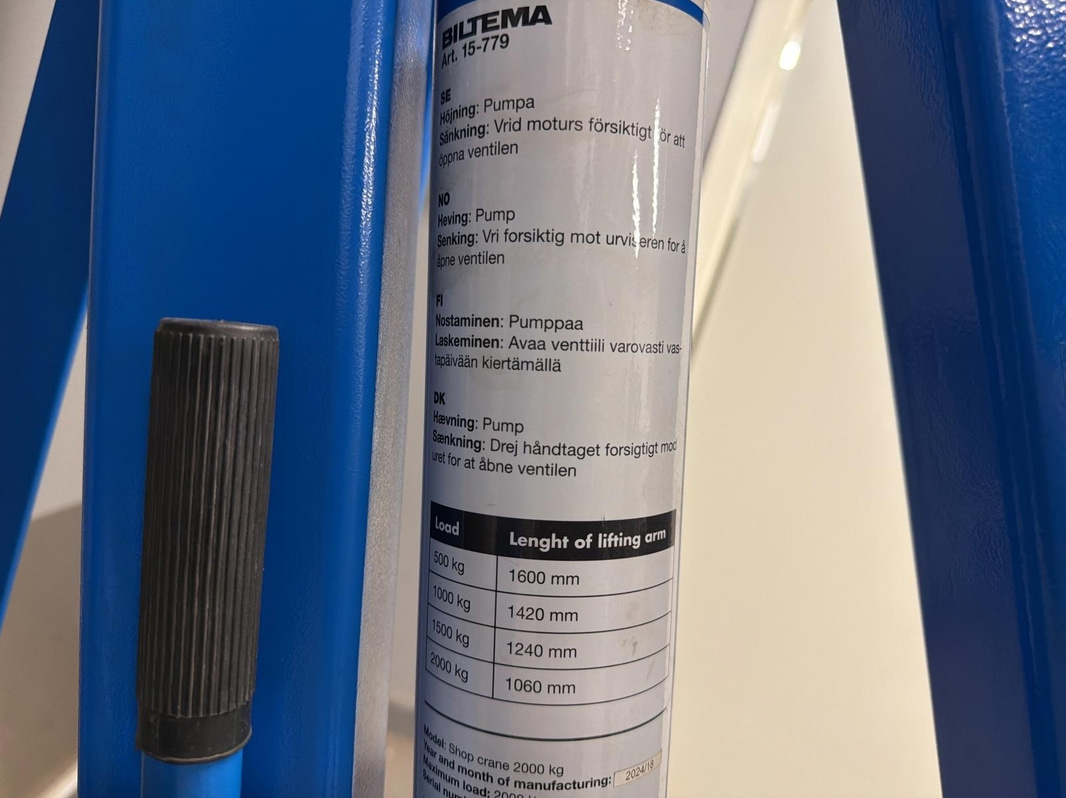 BILTEMA
Art. 15-779
SE
Höjning: Pumpa
Sänkning: Vrid moturs försiktigt för att
öppna ventilen
NO
Heving: Pump
Senking: Vri forsiktig mot urviseren for å
åpne ventilen
FI
Nostaminen: Pumppaa
Laskeminen: Avaa venttiili varovasti vas-
tapäivään kiertämällä
DK
Hævning: Pump
Sænkning: Drej håndtaget forsigtigt mod
uret for at åbne ventilen
Load Lenght of lifting arm
500 kg 1600 mm
1000 kg 1420 mm
1500 kg 1240 mm
2000 kg 1060 mm
Model: Shop crane 2000 kg
Year and month of manufacturing: 2024/18
Maximum load: 2000
Serial